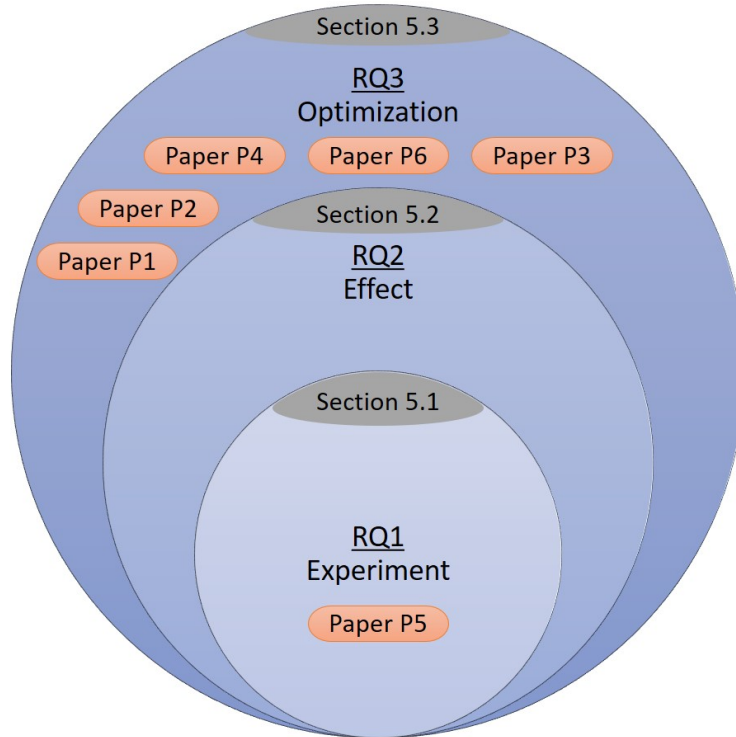 Section 5.3
RQ3
Optimization
Paper P4
Paper P6
Paper P3
Paper P2
Section 5.2
Paper P1
RQ2
Effect
Section 5.1
RQ1
Experiment
Paper P5